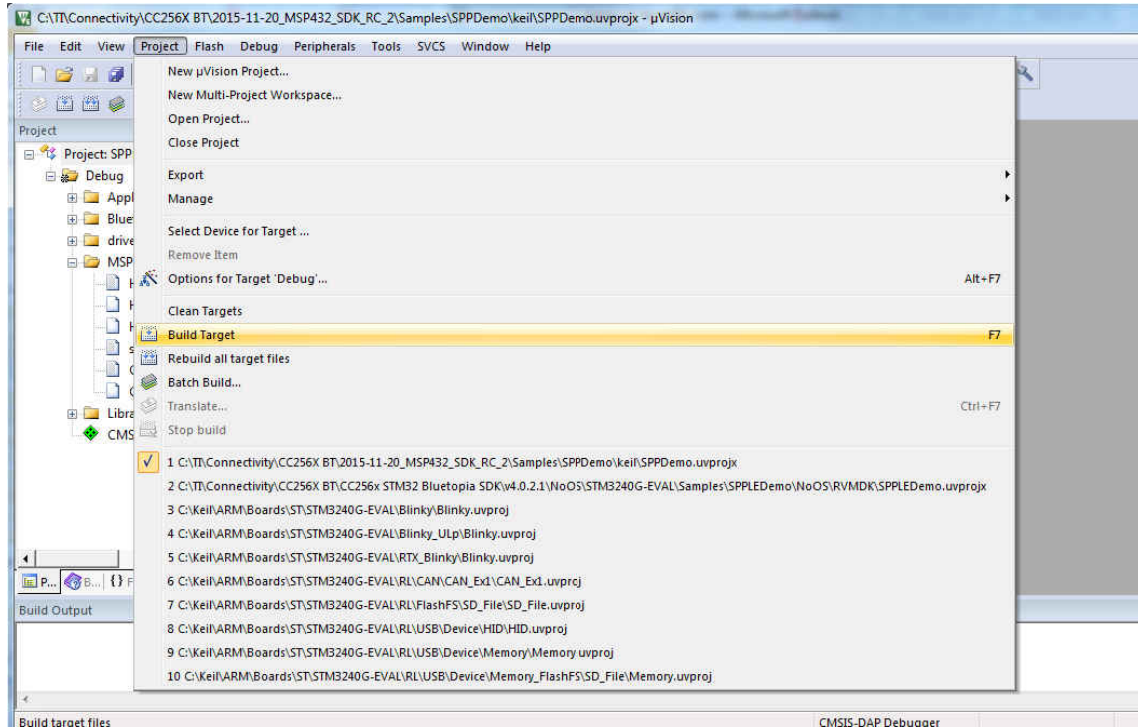 C:\TI\Connectivity\CC256X BT\2015-11-20_MSP432_SDK_RC_2\Samples\SPPDemo\keil\SPPDemo.uvprojx - µVision
File Edit View Project Flash Debug Peripherals Tools SVCS Window Help
New µVision Project...
New Multi-Project Workspace...
Open Project...
Close Project
Export
Manage
Select Device for Target ...
Remove Item
Options for Target 'Debug'... Alt+F7
Clean Targets
Build Target F7
Rebuild all target files
Batch Build...
Translate... Ctrl+F7
Stop build
1 C:\TI\Connectivity\CC256X BT\2015-11-20_MSP432_SDK_RC_2\Samples\SPPDemo\keil\SPPDemo.uvprojx
2 C:\TI\Connectivity\CC256X BT\CC256x STM32 Bluetopia SDK\v4.0.2.1\NoOS\STM3240G-EVAL\Samples\SPPLEDemo\NoOS\RVMDK\SPPLEDemo.uvprojx
3 C:\Keil\ARM\Boards\ST\STM3240G-EVAL\Blinky\Blinky.uvproj
4 C:\Keil\ARM\Boards\ST\STM3240G-EVAL\Blinky_ULp\Blinky.uvproj
5 C:\Keil\ARM\Boards\ST\STM3240G-EVAL\RTX_Blinky\Blinky.uvproj
6 C:\Keil\ARM\Boards\ST\STM3240G-EVAL\RL\CAN\CAN_Ex1\CAN_Ex1.uvproj
7 C:\Keil\ARM\Boards\ST\STM3240G-EVAL\RL\FlashFS\SD_File\SD_File.uvproj
8 C:\Keil\ARM\Boards\ST\STM3240G-EVAL\RL\USB\Device\HID\HID.uvproj
9 C:\Keil\ARM\Boards\ST\STM3240G-EVAL\RL\USB\Device\Memory\Memory.uvproj
10 C:\Keil\ARM\Boards\ST\STM3240G-EVAL\RL\USB\Device\Memory_FlashFS\SD_File\Memory.uvproj
Project
Project: SPP
Debug
Appl
Blue
drive
MSP
H
H
H
s
Libra
CMS
P... B... {} F
Build Output
Build target files CMSIS-DAP Debugger